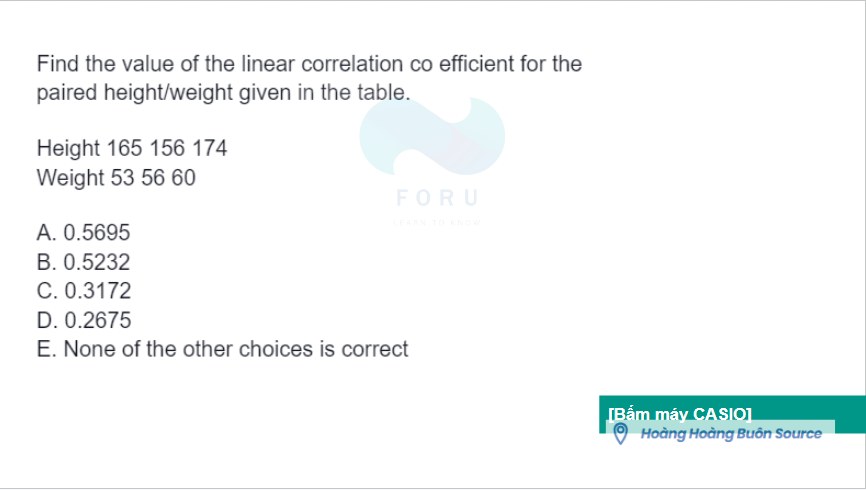 Find the value of the linear correlation co efficient for the
paired height/weight given in the table.
Height 165 156 174
Weight 53 56 60
FORU
A. 0.5695
B. 0.5232
C. 0.3172
D. 0.2675
E. None of the other choices is correct
[Bấm máy CASIO]
Hoàng Hoàng Buôn Source